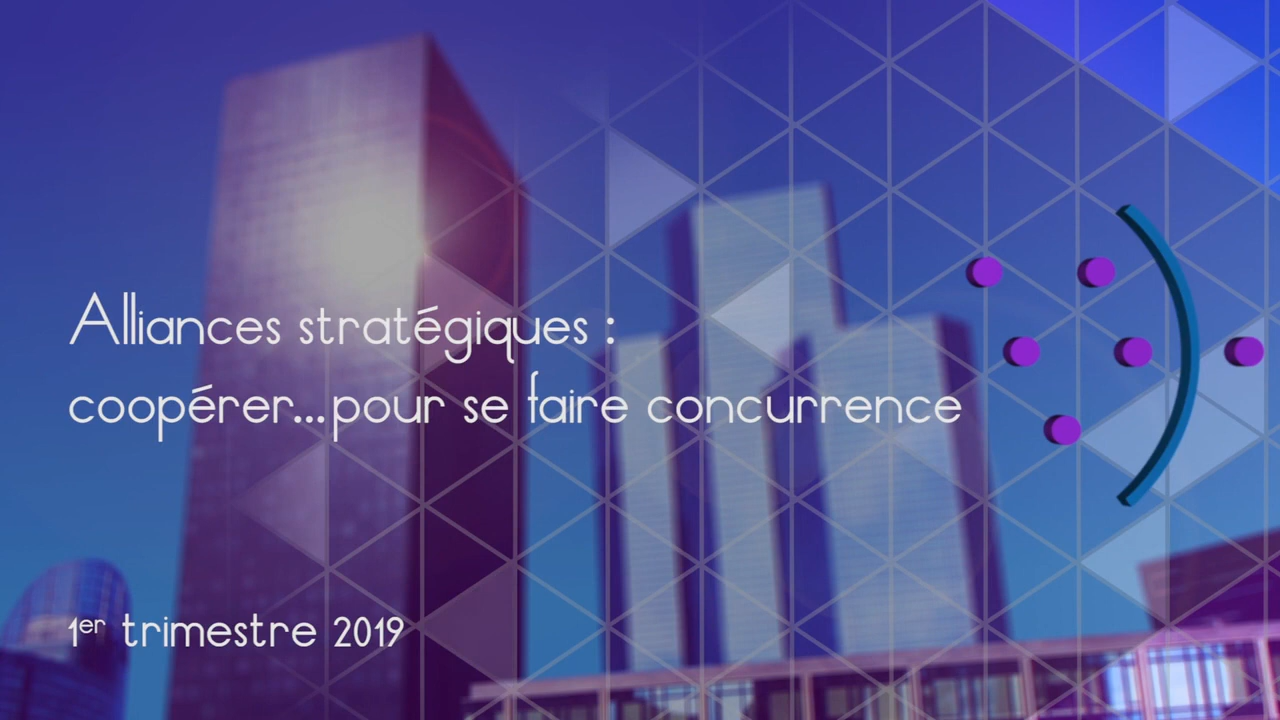 Alliances stratégiques :
coopérer...pour se faire concurrence
1er trimestre 2019